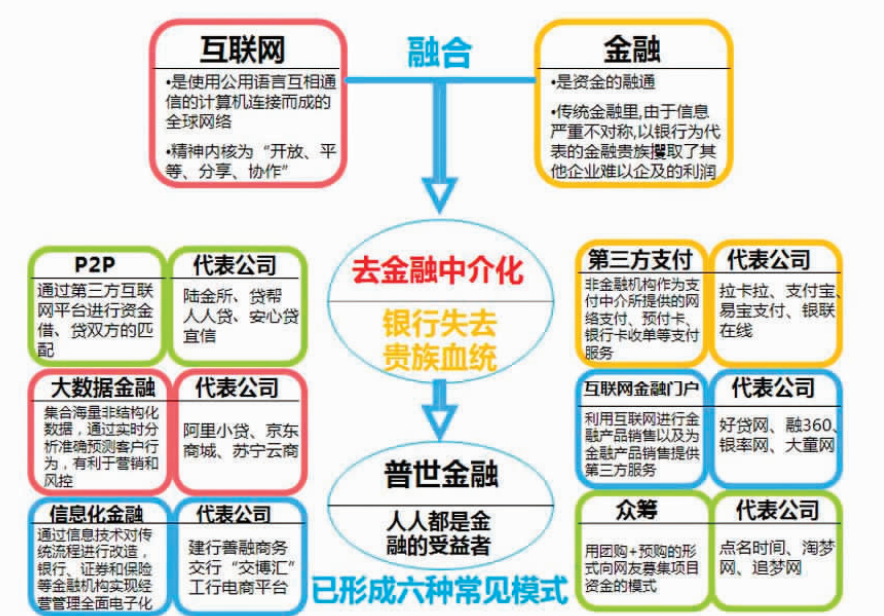 互联网
•是使用公用语言互相通
信的计算机连接而成的
全球网络
•精神内核为“开放、平
等、分享、协作”
融合
金融
•是资金的融通
•传统金融里,由于信息
严重不对称,以银行为代
表的金融贵族攫取了其
他企业难以企及的利润
去金融中介化
银行失去
贵族血统
普世金融
人人都是金
融的受益者
已形成六种常见模式
P2P
通过第三方互联
网平台进行资金
借、贷双方的匹
配
代表公司
陆金所、贷帮
人人贷、安心贷
宜信
大数据金融
集合海量非结构化
数据，通过实时分
析准确预测客户行
为，有利于营销和
风控
代表公司
阿里小贷、京东
商城、苏宁云商
信息化金融
通过信息技术对传
统流程进行改造，
银行、证券和保险
等金融机构实现经
营管理全面电子化
代表公司
建行善融商务
交行“交博汇”
工行电商平台
第三方支付
非金融机构作为支
付中介所提供的网
络支付、预付卡、
银行卡收单等支付
服务
代表公司
拉卡拉、支付宝、
易宝支付、银联
在线
互联网金融门户
利用互联网进行金
融产品销售以及为
金融产品销售提供
第三方服务
代表公司
好贷网、融360、
银率网、大童网
众筹
用团购+预购的形
式向网友募集项目
资金的模式
代表公司
点名时间、淘梦
网、追梦网